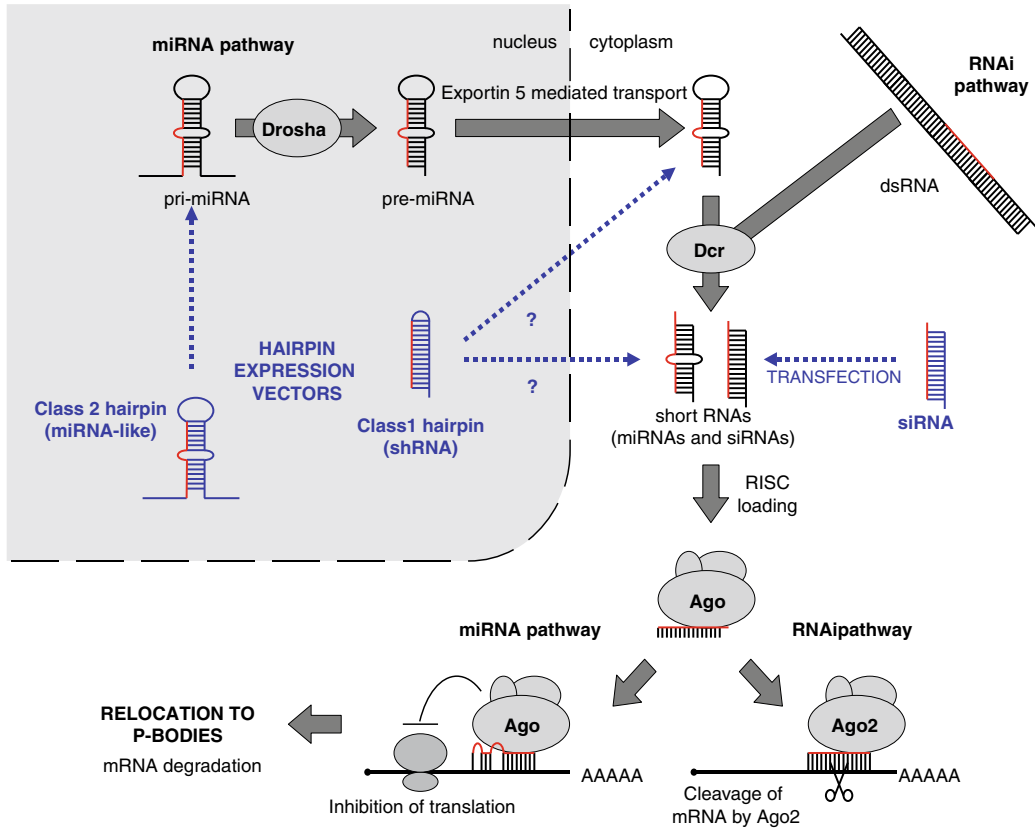 miRNA pathway
nucleus
cytoplasm
RNAi
pathway
Exportin 5 mediated transport
Drosha
pri-miRNA
pre-miRNA
dsRNA
Dcr
?
?
HAIRPIN
EXPRESSION
VECTORS
Class 2 hairpin
(miRNA-like)
Class1 hairpin
(shRNA)
TRANSFECTION
siRNA
short RNAs
(miRNAs and siRNAs)
RISC
loading
Ago
miRNA pathway
RNAipathway
RELOCATION TO
P-BODIES
mRNA degradation
Ago
AAAAA
Inhibition of translation
Ago2
AAAAA
Cleavage of
mRNA by Ago2